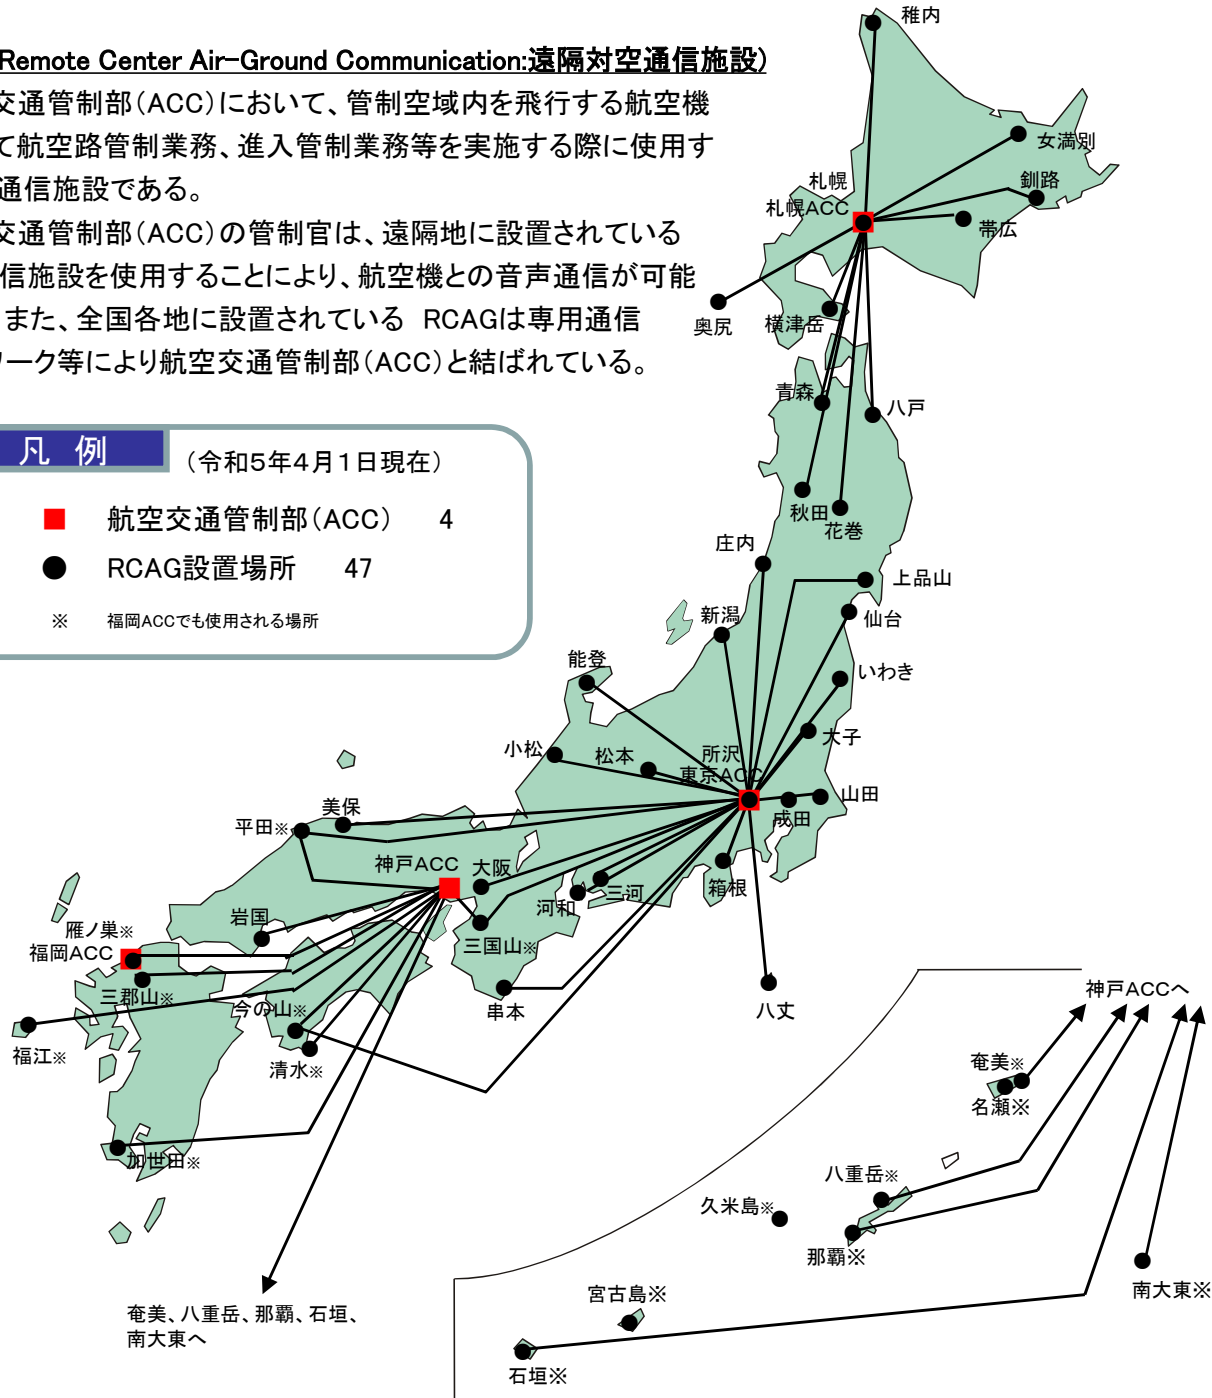 (Remote Center Air-Ground Communication:遠隔対空通信施設)
交通管制部(ACC)において、管制空域内を飛行する航空機
て航空路管制業務、進入管制業務等を実施する際に使用す
通信施設である。
交通管制部(ACC)の管制官は、遠隔地に設置されている
信施設を使用することにより、航空機との音声通信が可能
また、全国各地に設置されている RCAGは専用通信
ワーク等により航空交通管制部(ACC)と結ばれている。
凡 例
(令和5年4月1日現在)
航空交通管制部(ACC) 4
RCAG設置場所 47
※ 福岡ACCでも使用される場所
稚内
女満別
釧路
帯広
札幌
札幌ACC
奥尻
横津岳
青森
八戸
秋田
花巻
庄内
上品山
仙台
新潟
能登
いわき
大子
小松
松本
所沢
東京ACC
山田
成田
美保
平田※
神戸ACC
大阪
箱根
三河
河和
岩国
三国山※
雁ノ巣※
福岡ACC
三郡山※
今の山※
串本
八丈
福江※
清水※
加世田※
奄美、八重岳、那覇、石垣、
南大東へ
神戸ACCへ
奄美※
名瀬※
八重岳※
久米島※
那覇※
南大東※
宮古島※
石垣※